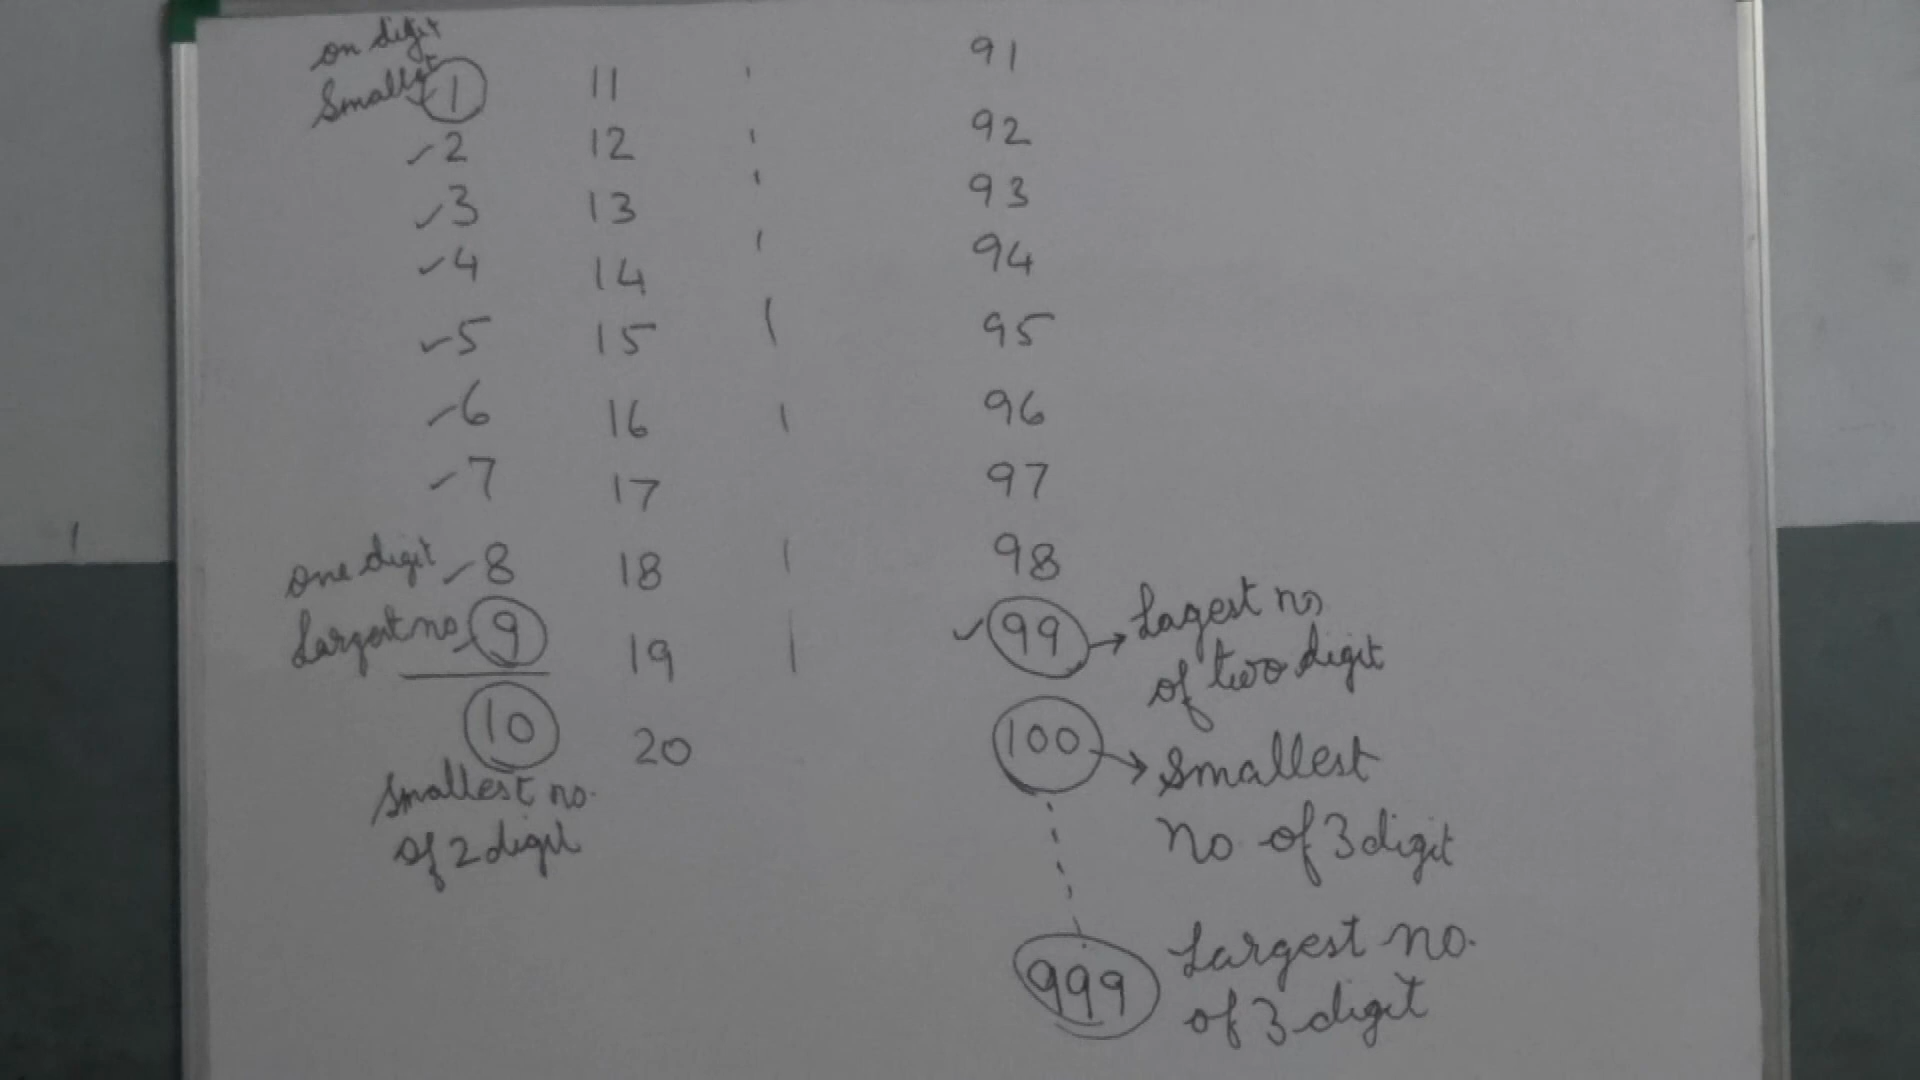 on digit
Smallest 1 11 91
2 12 92
3 13 93
4 14 94
5 15 95
6 16 96
7 17 97
one digit 8 18 98
Largest no 9 19 99 → Lagest no
of two digit
10 20 100 → Smallest
Smallest no.
of 2 digit no. of 3 digit
999 Largest no.
of 3 digit